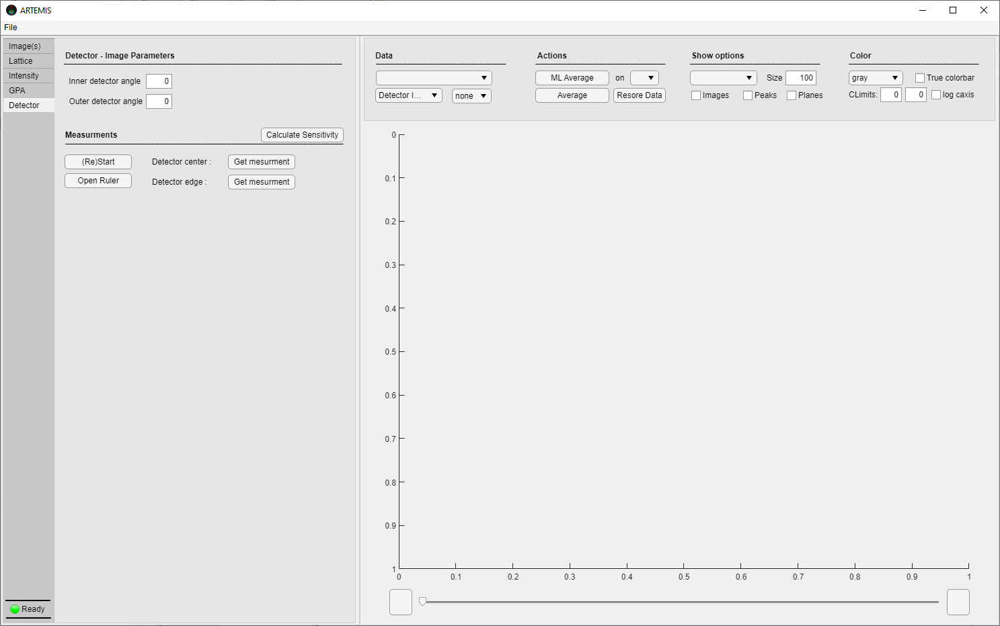 ARTEMIS
File
Image(s)
Lattice
Intensity
GPA
Detector
Ready
Detector - Image Parameters
Inner detector angle 0
Outer detector angle 0
Measurments Calculate Sensitivity
(Re)Start Detector center : Get mesurment
Open Ruler Detector edge : Get mesurment
Data Actions Show options Color
ML Average on Size 100 gray True colorbar
Detector I... none Average Resore Data Images Peaks Planes CLimits: 0 0 log caxis
0
0.1
0.2
0.3
0.4
0.5
0.6
0.7
0.8
0.9
1
0 0.1 0.2 0.3 0.4 0.5 0.6 0.7 0.8 0.9 1